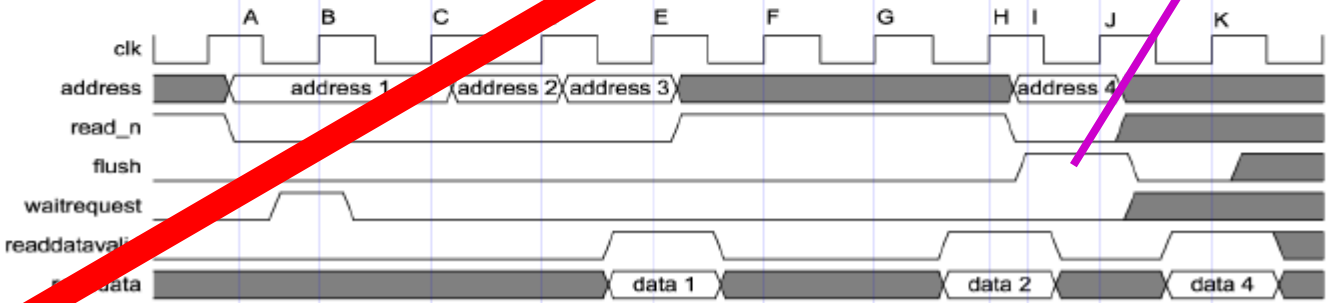 A B C E F G H I J K
clk
address address 1 address 2 address 3 address 4
read_n
flush
waitrequest
data 1 data 2 data 4